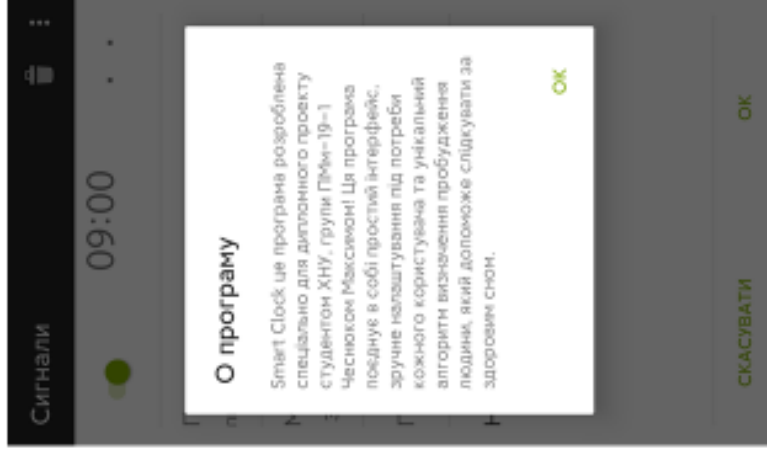 Сигнали
09:00
О програму
Smart Clock це програма розроблена
спеціально для дипломного проекту
студентом ХНУ, групи ПМм-19-1
Чеснюком Максимом! Ця програма
поєднує в собі простий інтерфейс,
зручне налаштування під потреби
кожного користувача та унікальний
алгоритм визначення пробудження
людини, який допоможе слідкувати за
здоровим сном.
ОК
СКАСУВАТИ
ОК